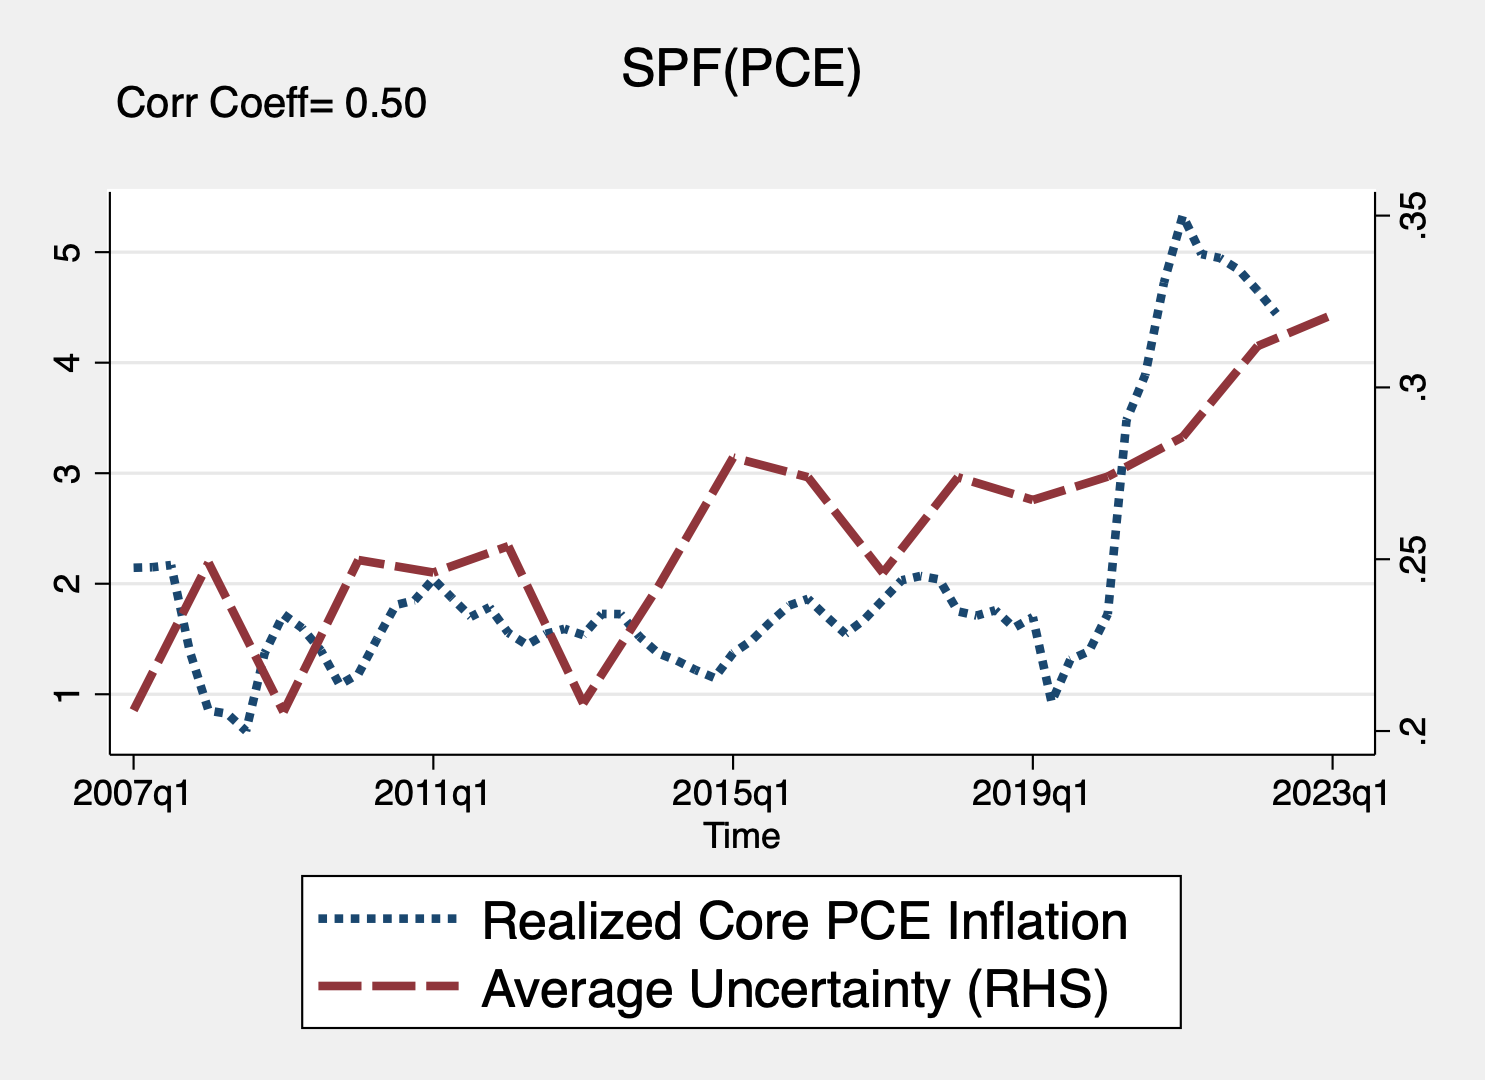 SPF(PCE)
Corr Coeff= 0.50
5
4
3
2
1
.35
.3
.25
.2
2007q1 2011q1 2015q1 2019q1 2023q1
Time
Realized Core PCE Inflation
Average Uncertainty (RHS)